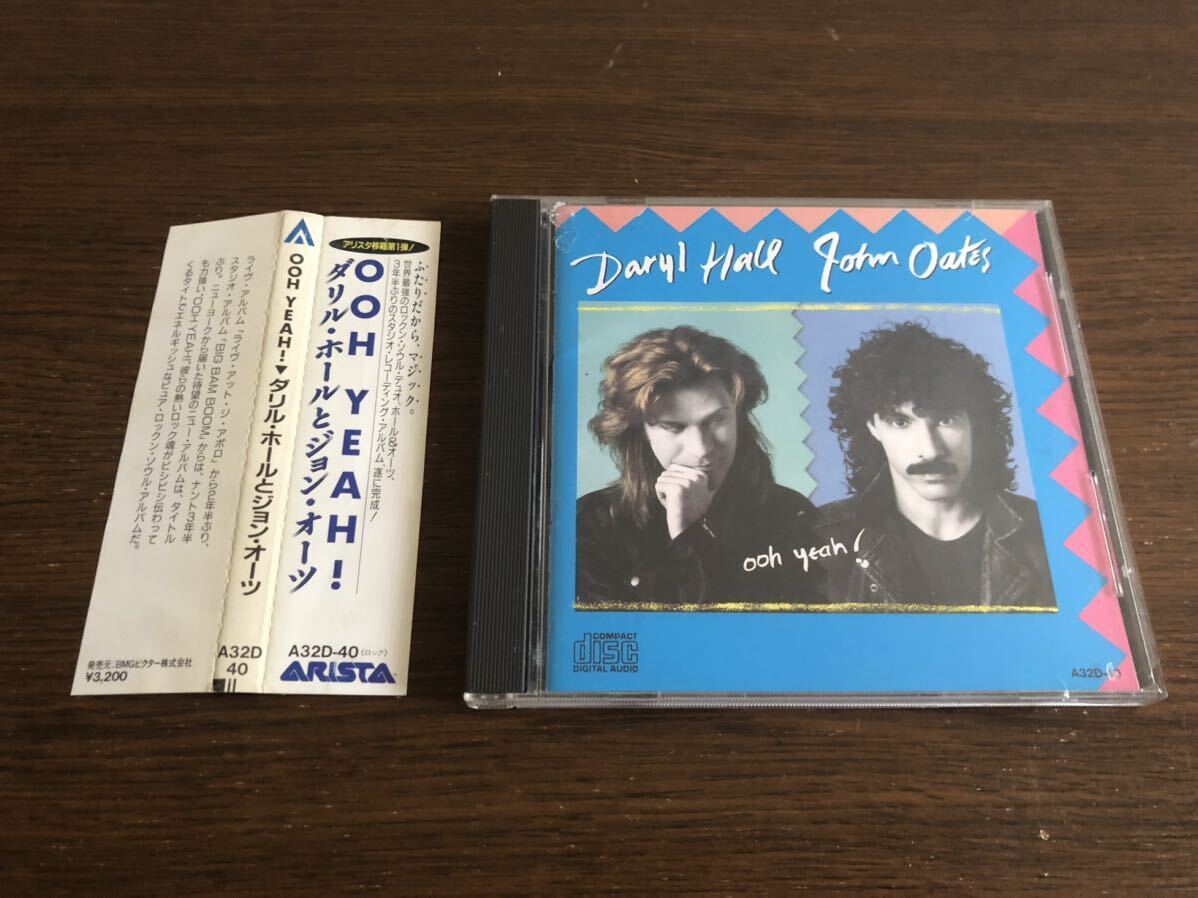 ライヴ・アルバム「ライヴ・アット・ジ・アポロ」から2年半ぶり、
スタジオ・アルバム「BIG BAM BOOM」からは、ナント3年半
ぶり。ニューヨークから届いた待望のニュー・アルバムは、タイトル
も力強い"OOH YEAH!"。彼らの熱いロック魂がビシビシ伝わって
くるタイトでエネルギッシュなピュア・ロックン・ソウル・アルバムだ。
発売元:BMGビクター株式会社
¥3,200
OOH YEAH!▼ダリル・ホールとジョン・オーツ
A32D
40
アリスタ移籍第1弾!
ふたりだから、マジック。
世界最強のロックン・ソウル・デュオ、ホール&オーツ、
3年半ぶりのスタジオ・レコーディング・アルバム、遂に完成!
OOH YEAH!
ダリル・ホールとジョン・オーツ
A32D-40〈ロック〉
ARISTA
Daryl Hall John Oates
ooh yeah!
COMPACT
disc
DIGITAL AUDIO
A32D-40